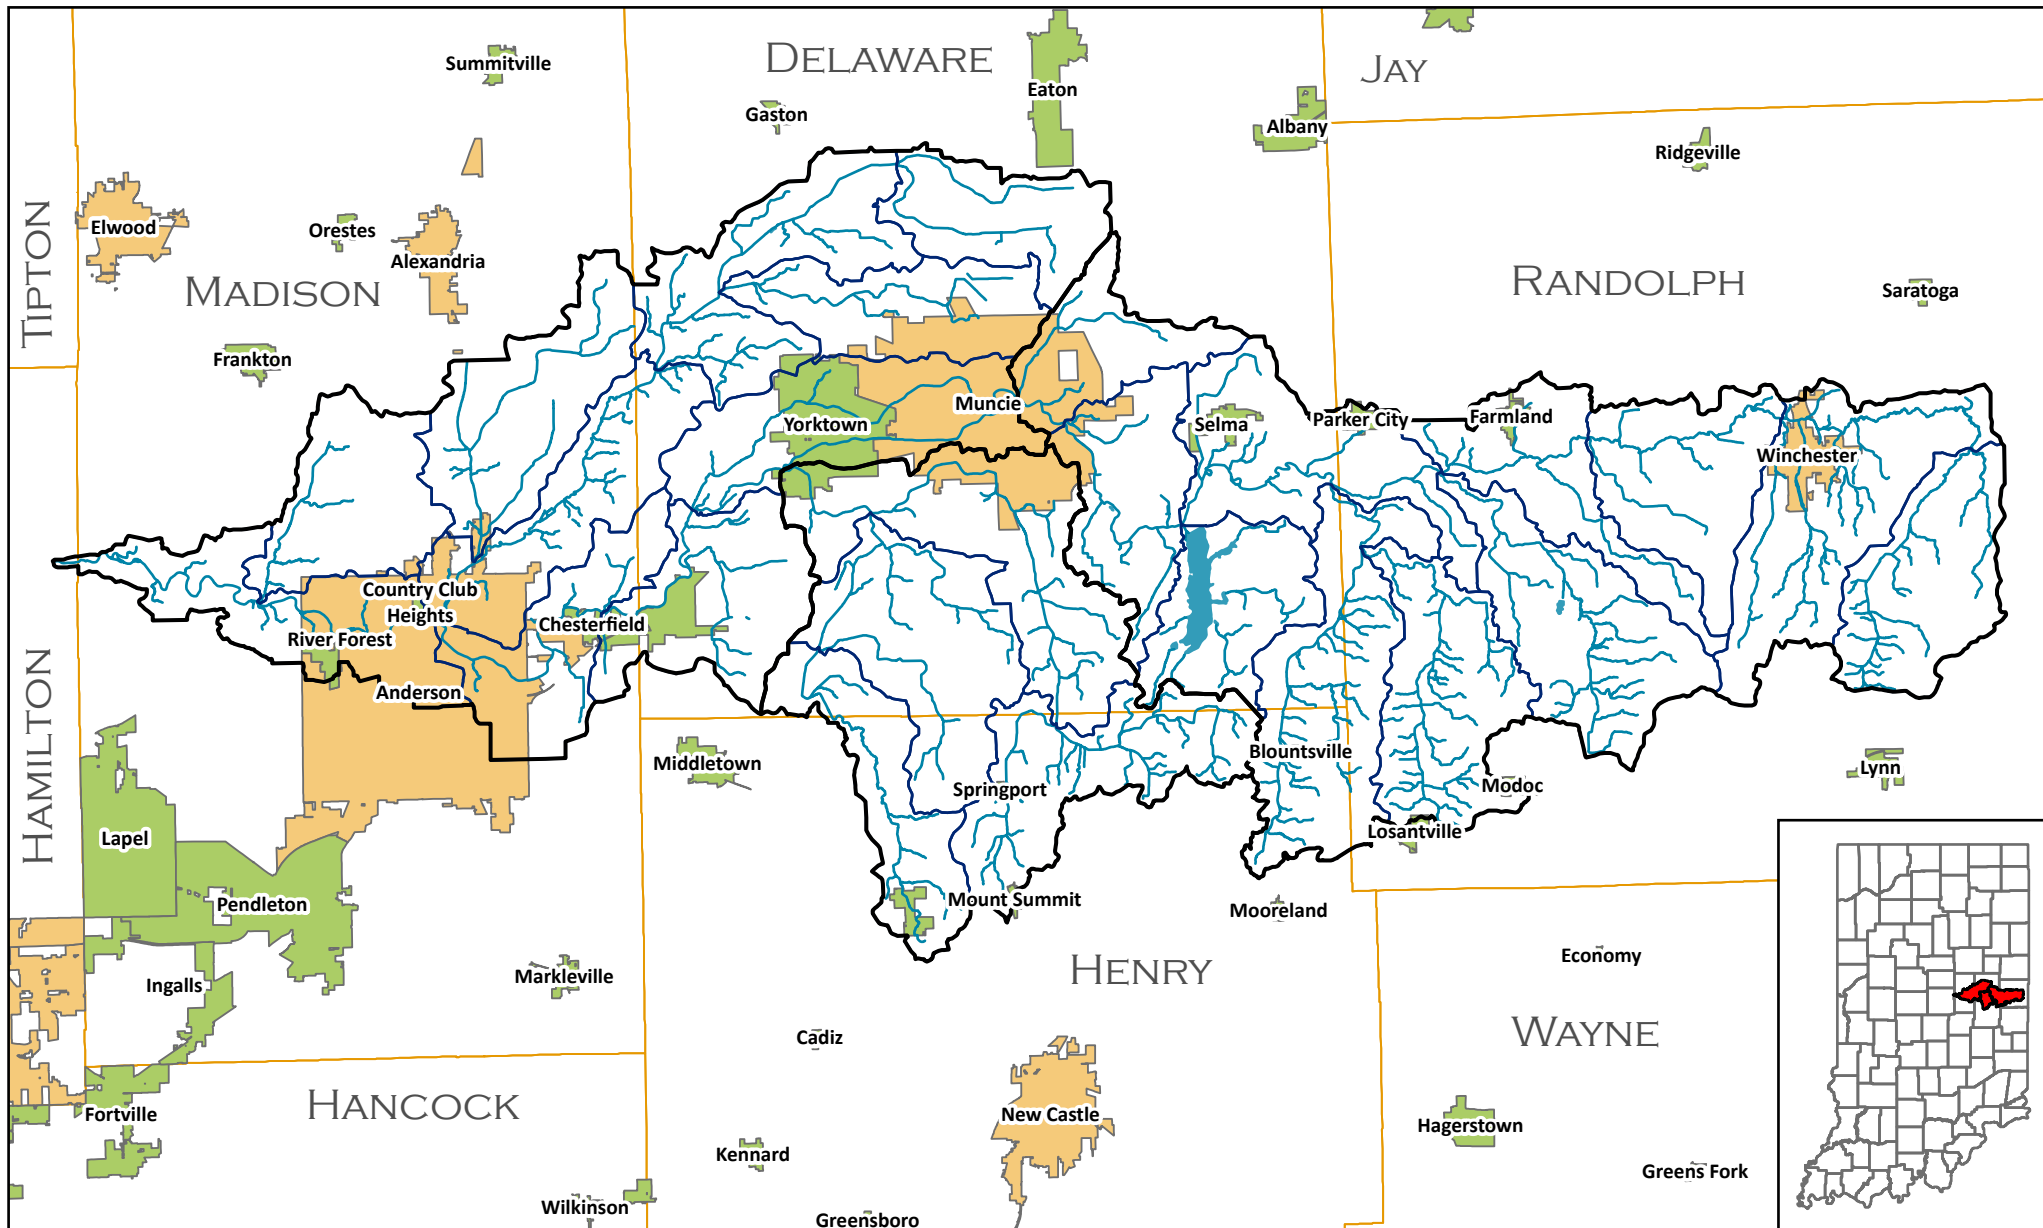 DELAWARE
JAY
Summitville
Eaton
Gaston
Albany
Ridgeville
TIPTON
Elwood
Orestes
Alexandria
MADISON
RANDOLPH
Saratoga
Frankton
Muncie
Yorktown
Selma
Parker City
Farmland
Winchester
Country Club
Heights
River Forest
Chesterfield
Anderson
HAMILTON
Middletown
Blountsville
Springport
Modoc
Lynn
Losantville
Lapel
Pendleton
Mount Summit
Mooreland
Economy
Markleville
Ingalls
HENRY
WAYNE
Cadiz
HANCOCK
Fortville
New Castle
Hagerstown
Kennard
Greens Fork
Wilkinson
Greensboro